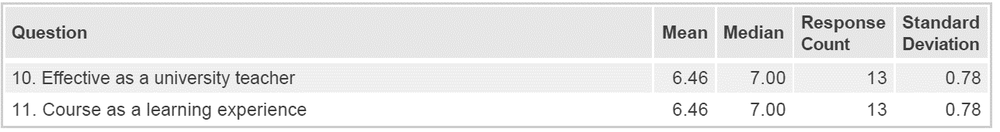 Question Mean Median Response Count Standard Deviation
10. Effective as a university teacher 6.46 7.00 13 0.78
11. Course as a learning experience 6.46 7.00 13 0.78